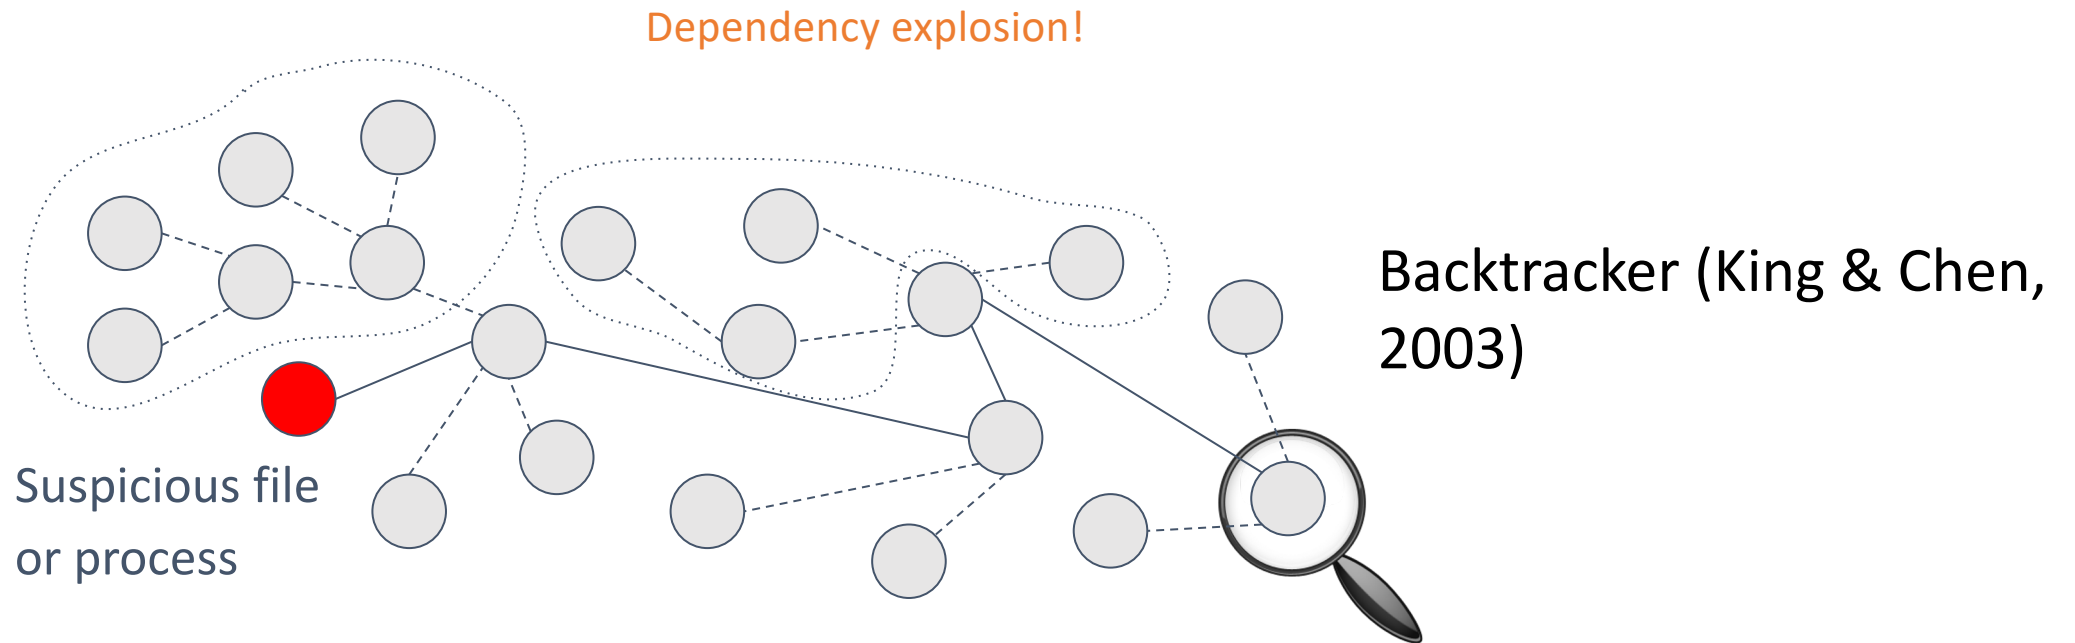 Dependency explosion!
Backtracker (King & Chen,
2003)
Suspicious file
or process